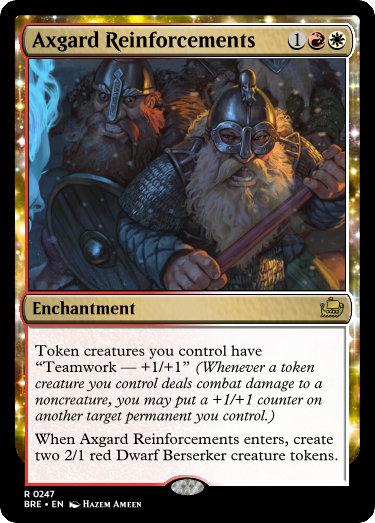 Axgard Reinforcements 1
Enchantment
Token creatures you control have
“Teamwork — +1/+1” (Whenever a token
creature you control deals combat damage to a
noncreature, you may put a +1/+1 counter on
another target permanent you control.)
When Axgard Reinforcements enters, create
two 2/1 red Dwarf Berserker creature tokens.
R 0247
BRE • EN Hazem Ameen